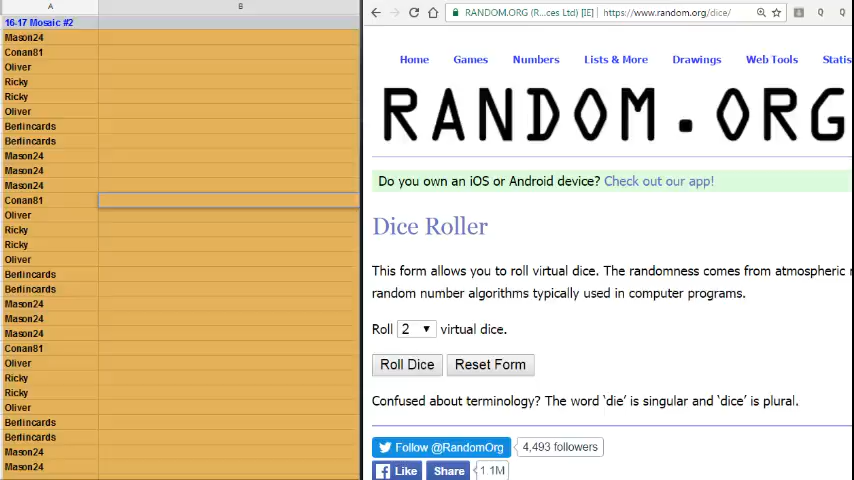 A B
16-17 Mosaic #2
Mason24
Conan81
Oliver
Ricky
Ricky
Oliver
Berlincards
Berlincards
Mason24
Mason24
Mason24
Conan81
Oliver
Ricky
Ricky
Oliver
Berlincards
Berlincards
Mason24
Mason24
Mason24
Conan81
Oliver
Ricky
Ricky
Oliver
Berlincards
Berlincards
Mason24
Mason24
RANDOM.ORG (R...ces Ltd) [IE] https://www.random.org/dice/
Home Games Numbers Lists & More Drawings Web Tools Statis
RANDOM.ORG
Do you own an iOS or Android device? Check out our app!
Dice Roller
This form allows you to roll virtual dice. The randomness comes from atmospheric
random number algorithms typically used in computer programs.
Roll 2 virtual dice.
Roll Dice Reset Form
Confused about terminology? The word ‘die’ is singular and ‘dice’ is plural.
Follow @RandomOrg 4,493 followers
Like Share 1.1M